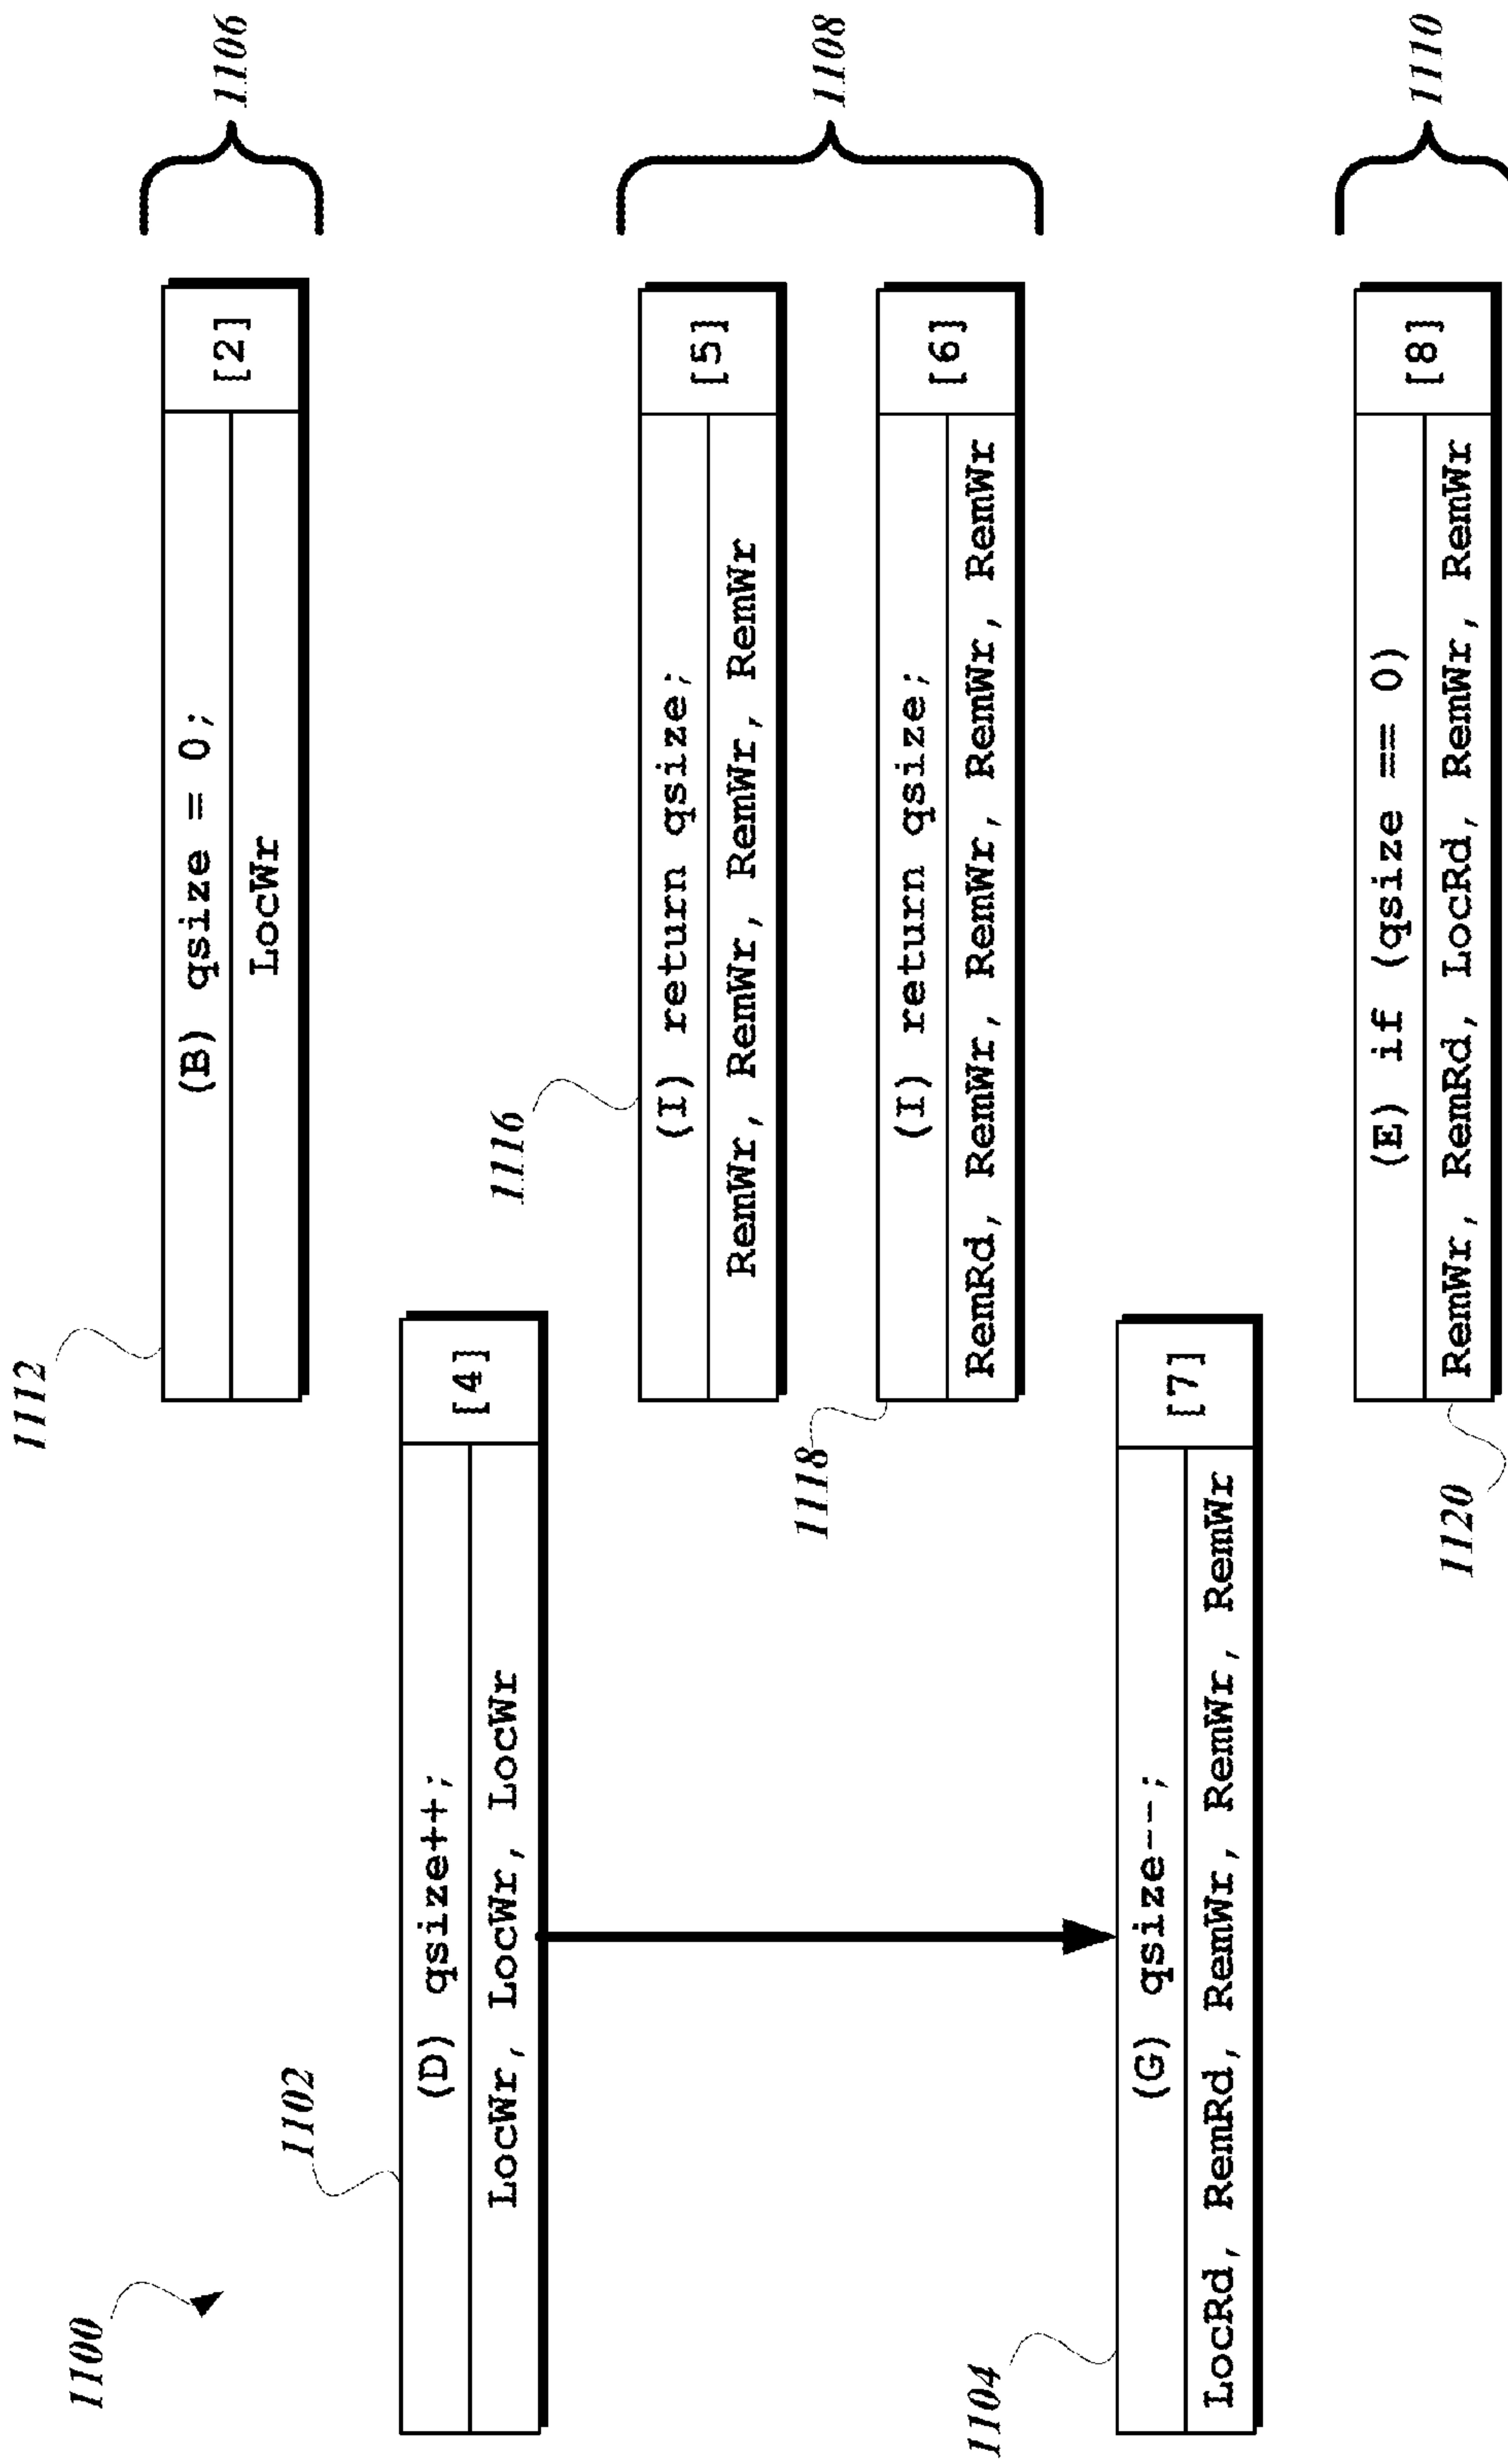 1112
1100
(B) qsize = 0;
[2]
LocWr
1106
1102
(D) qsize++;
[4]
LocWr, LocWr, LocWr
1116
(I) return qsize;
[5]
RemWr, RemWr, RemWr, RemWr
1108
1118
(I) return qsize;
[6]
RemRd, RemWr, RemWr, RemWr, RemWr
1104
(G) qsize--;
[7]
LocRd, RemRd, RemWr, RemWr, RemWr
(E) if (qsize == 0)
[8]
RemWr, RemRd, LocRd, RemWr, RemWr
1110
1120